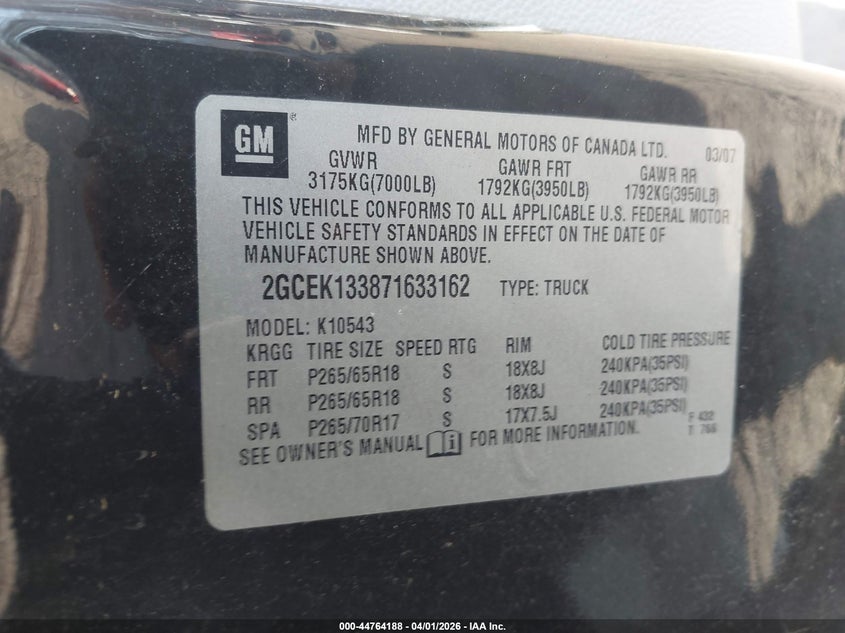 GM®
MFD BY GENERAL MOTORS OF CANADA LTD. 03/07
GVWR GAWR FRT GAWR RR
3175KG(7000LB) 1792KG(3950LB) 1792KG(3950LB)
THIS VEHICLE CONFORMS TO ALL APPLICABLE U.S. FEDERAL MOTOR
VEHICLE SAFETY STANDARDS IN EFFECT ON THE DATE OF
MANUFACTURE SHOWN ABOVE.
2GCEK133871633162 TYPE: TRUCK
MODEL: K10543
KRGG TIRE SIZE SPEED RTG RIM COLD TIRE PRESSURE
FRT P265/65R18 S 18X8J 240KPA(35PSI)
RR P265/65R18 S 18X8J 240KPA(35PSI)
SPA P265/70R17 S 17X7.5J 240KPA(35PSI)
SEE OWNER'S MANUAL i FOR MORE INFORMATION.
F 432
T 766
000-44764188 - 04/01/2026 - IAA Inc.